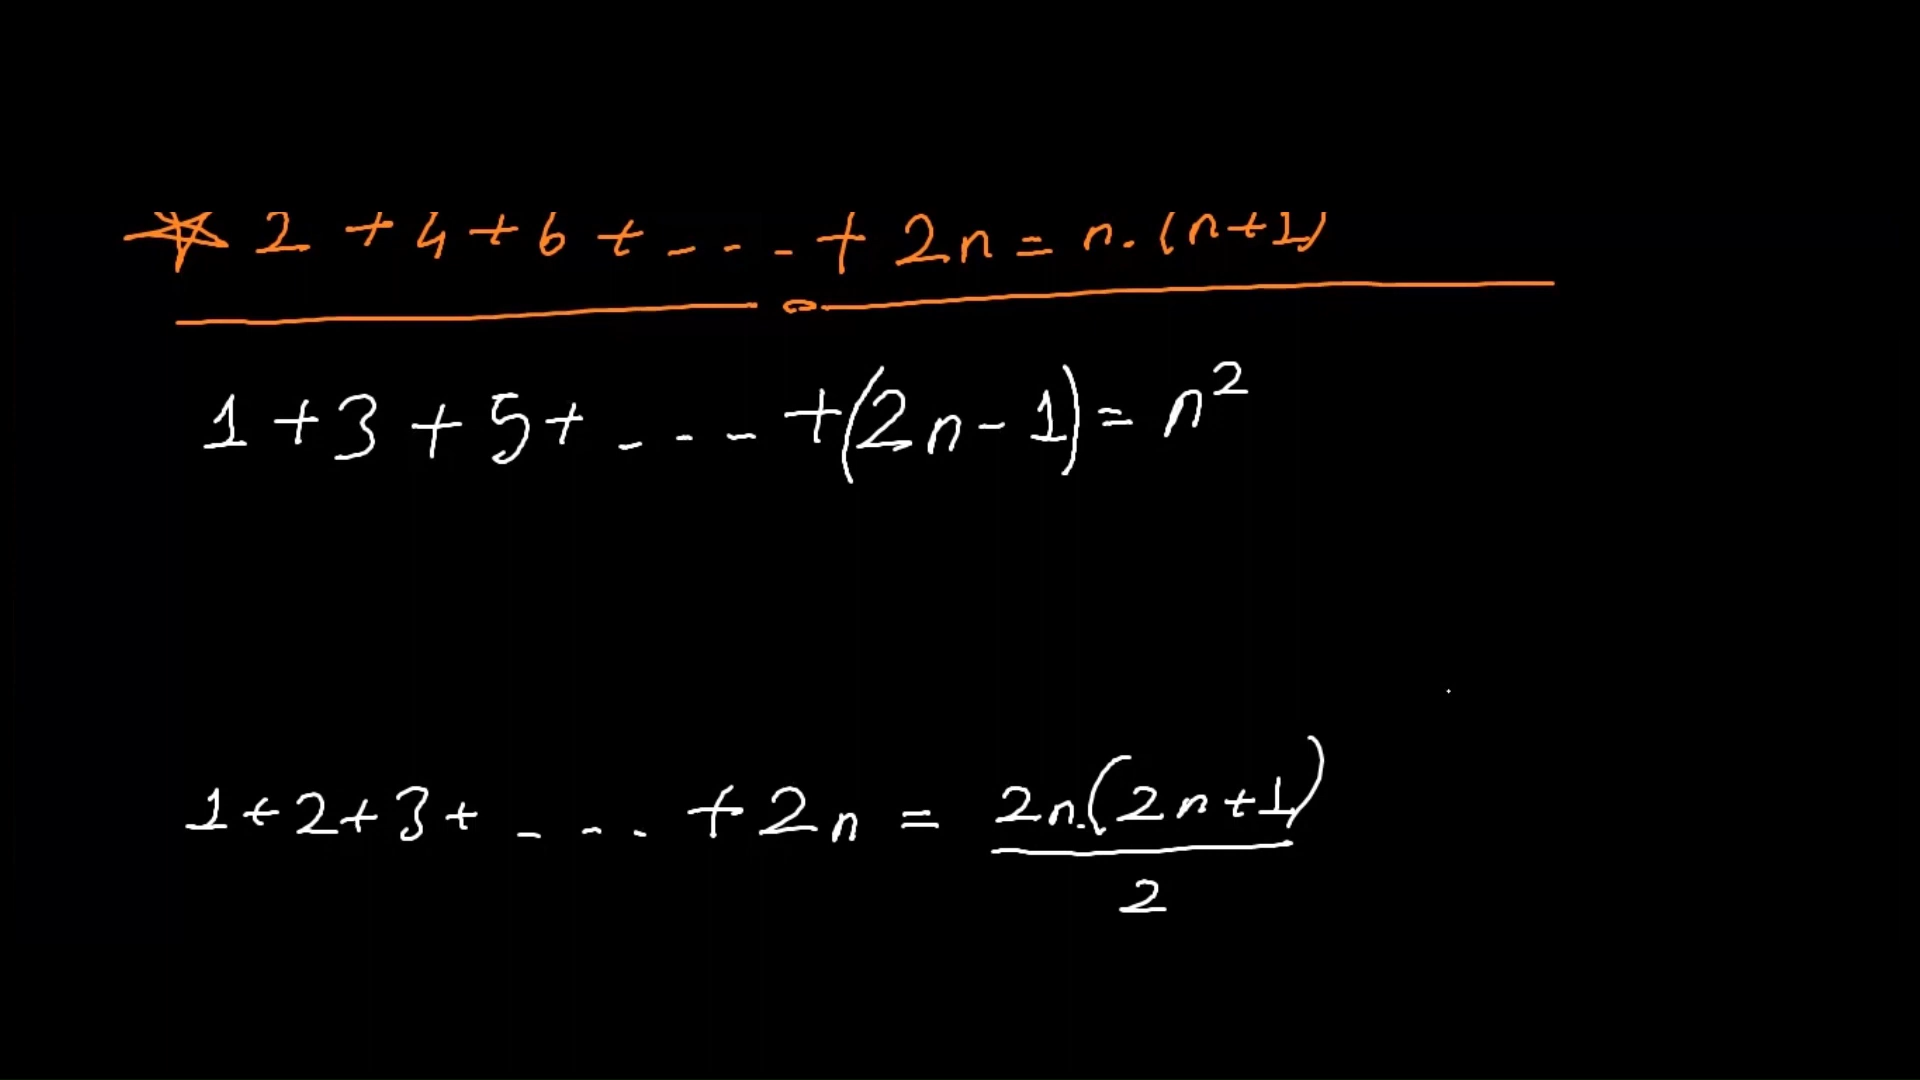 * 2 + 4 + 6 + - - - + 2n = n. (n+1)
1 + 3 + 5 + - - - + (2n - 1) = n²
1 + 2 + 3 + - - - + 2n = 2n.(2n+1)
2